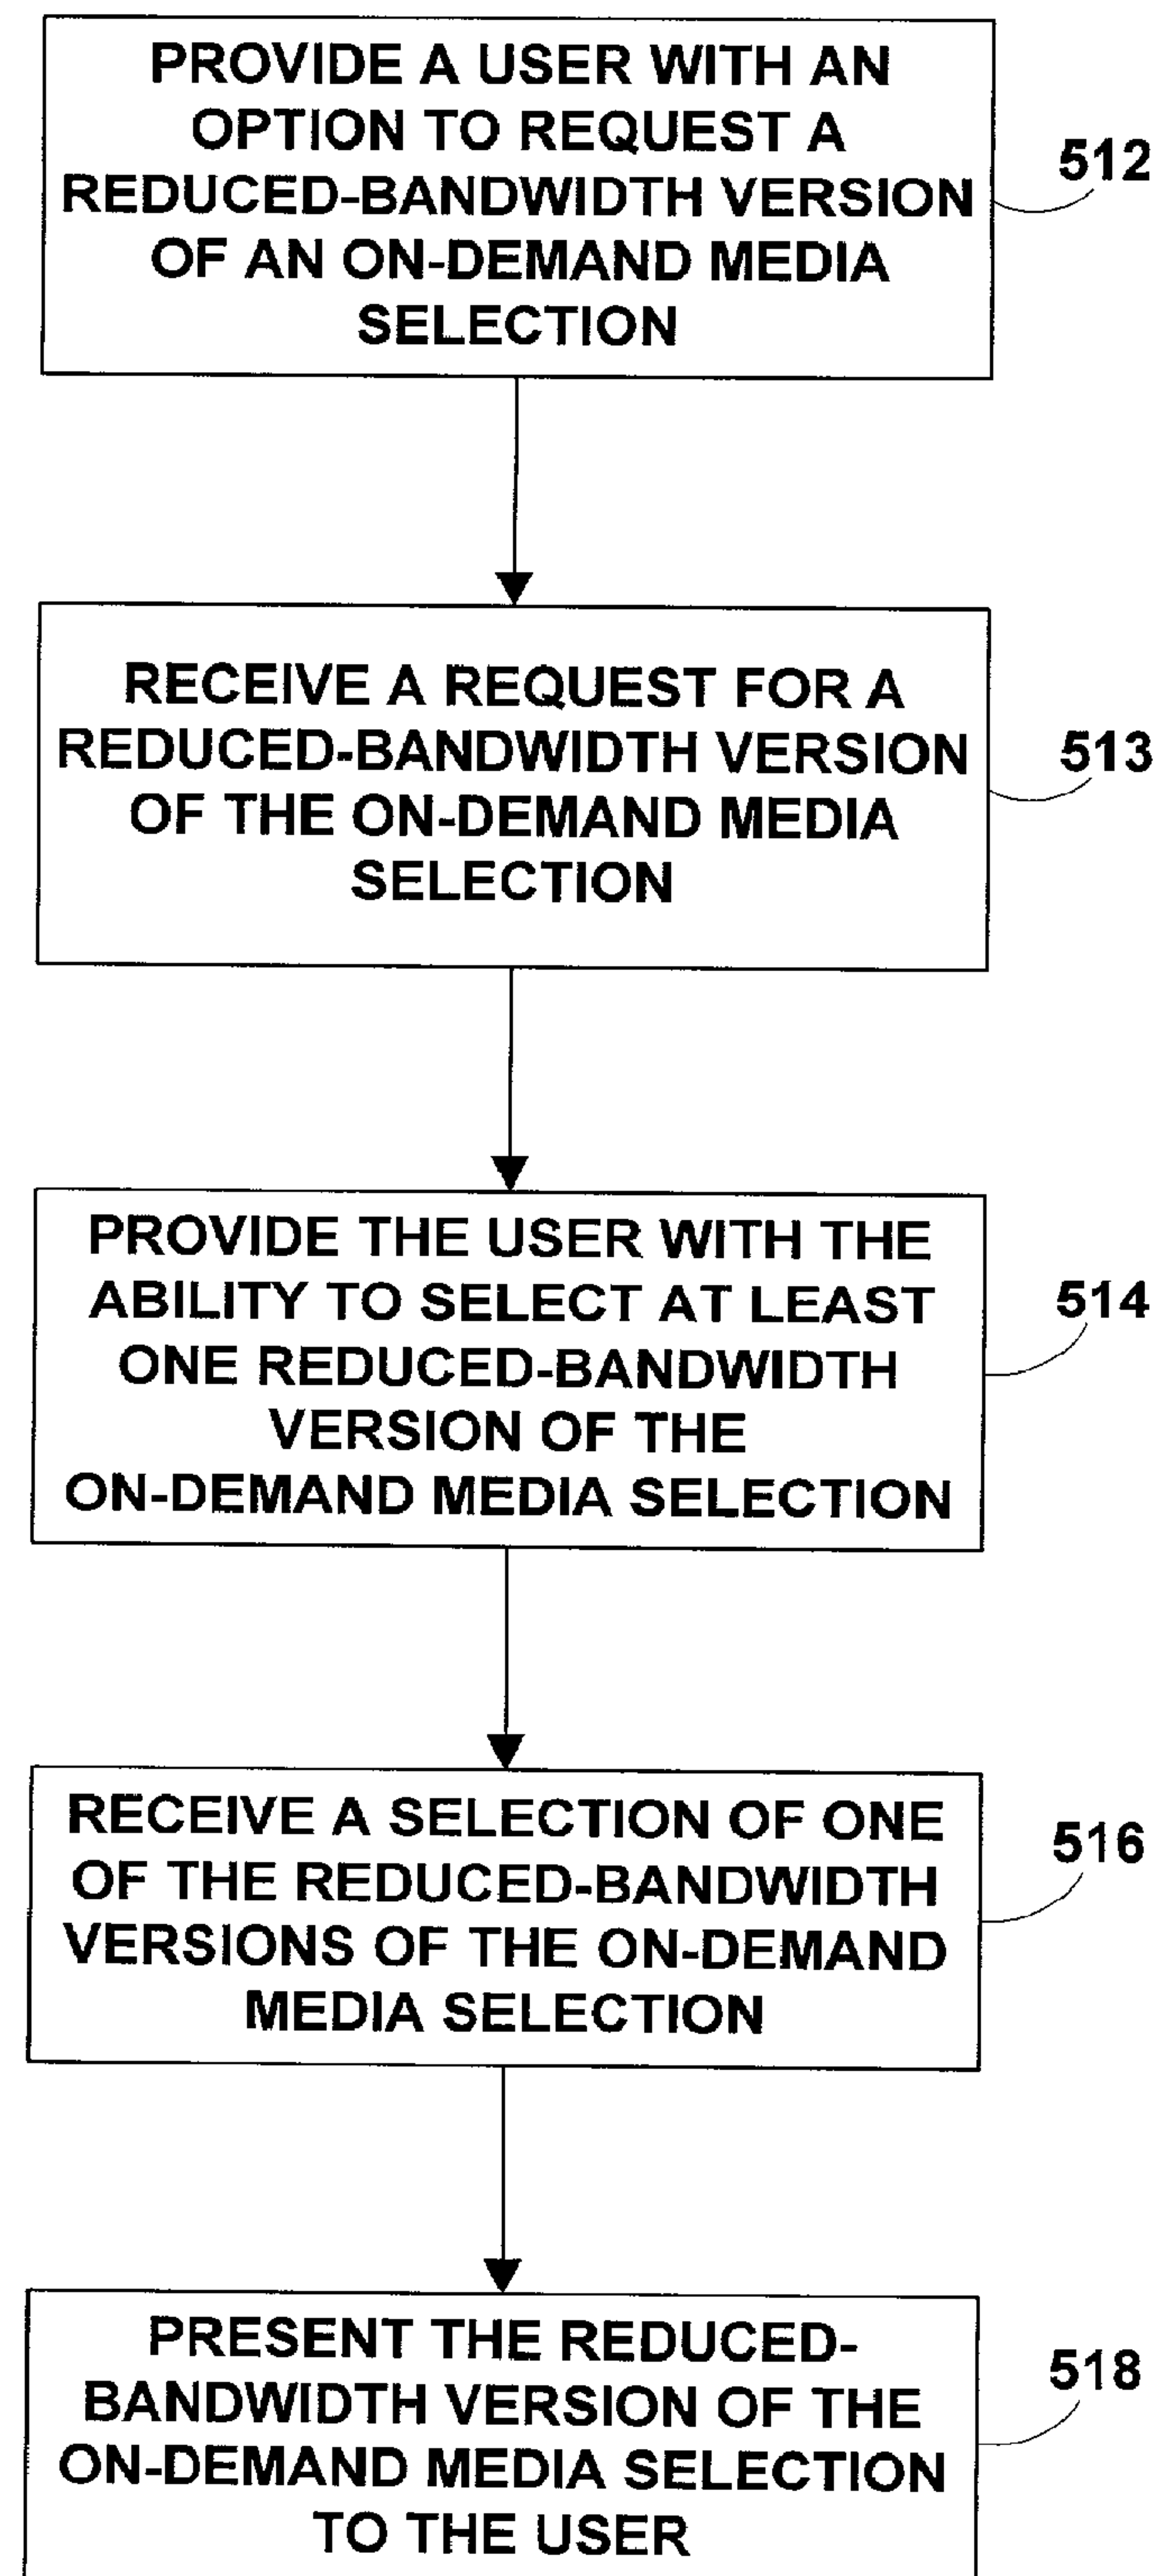 PROVIDE A USER WITH AN
OPTION TO REQUEST A
REDUCED-BANDWIDTH VERSION
OF AN ON-DEMAND MEDIA
SELECTION
512
RECEIVE A REQUEST FOR A
REDUCED-BANDWIDTH VERSION
OF THE ON-DEMAND MEDIA
SELECTION
513
PROVIDE THE USER WITH THE
ABILITY TO SELECT AT LEAST
ONE REDUCED-BANDWIDTH
VERSION OF THE
ON-DEMAND MEDIA SELECTION
514
RECEIVE A SELECTION OF ONE
OF THE REDUCED-BANDWIDTH
VERSIONS OF THE ON-DEMAND
MEDIA SELECTION
516
PRESENT THE REDUCED-
BANDWIDTH VERSION OF THE
ON-DEMAND MEDIA SELECTION
TO THE USER
518